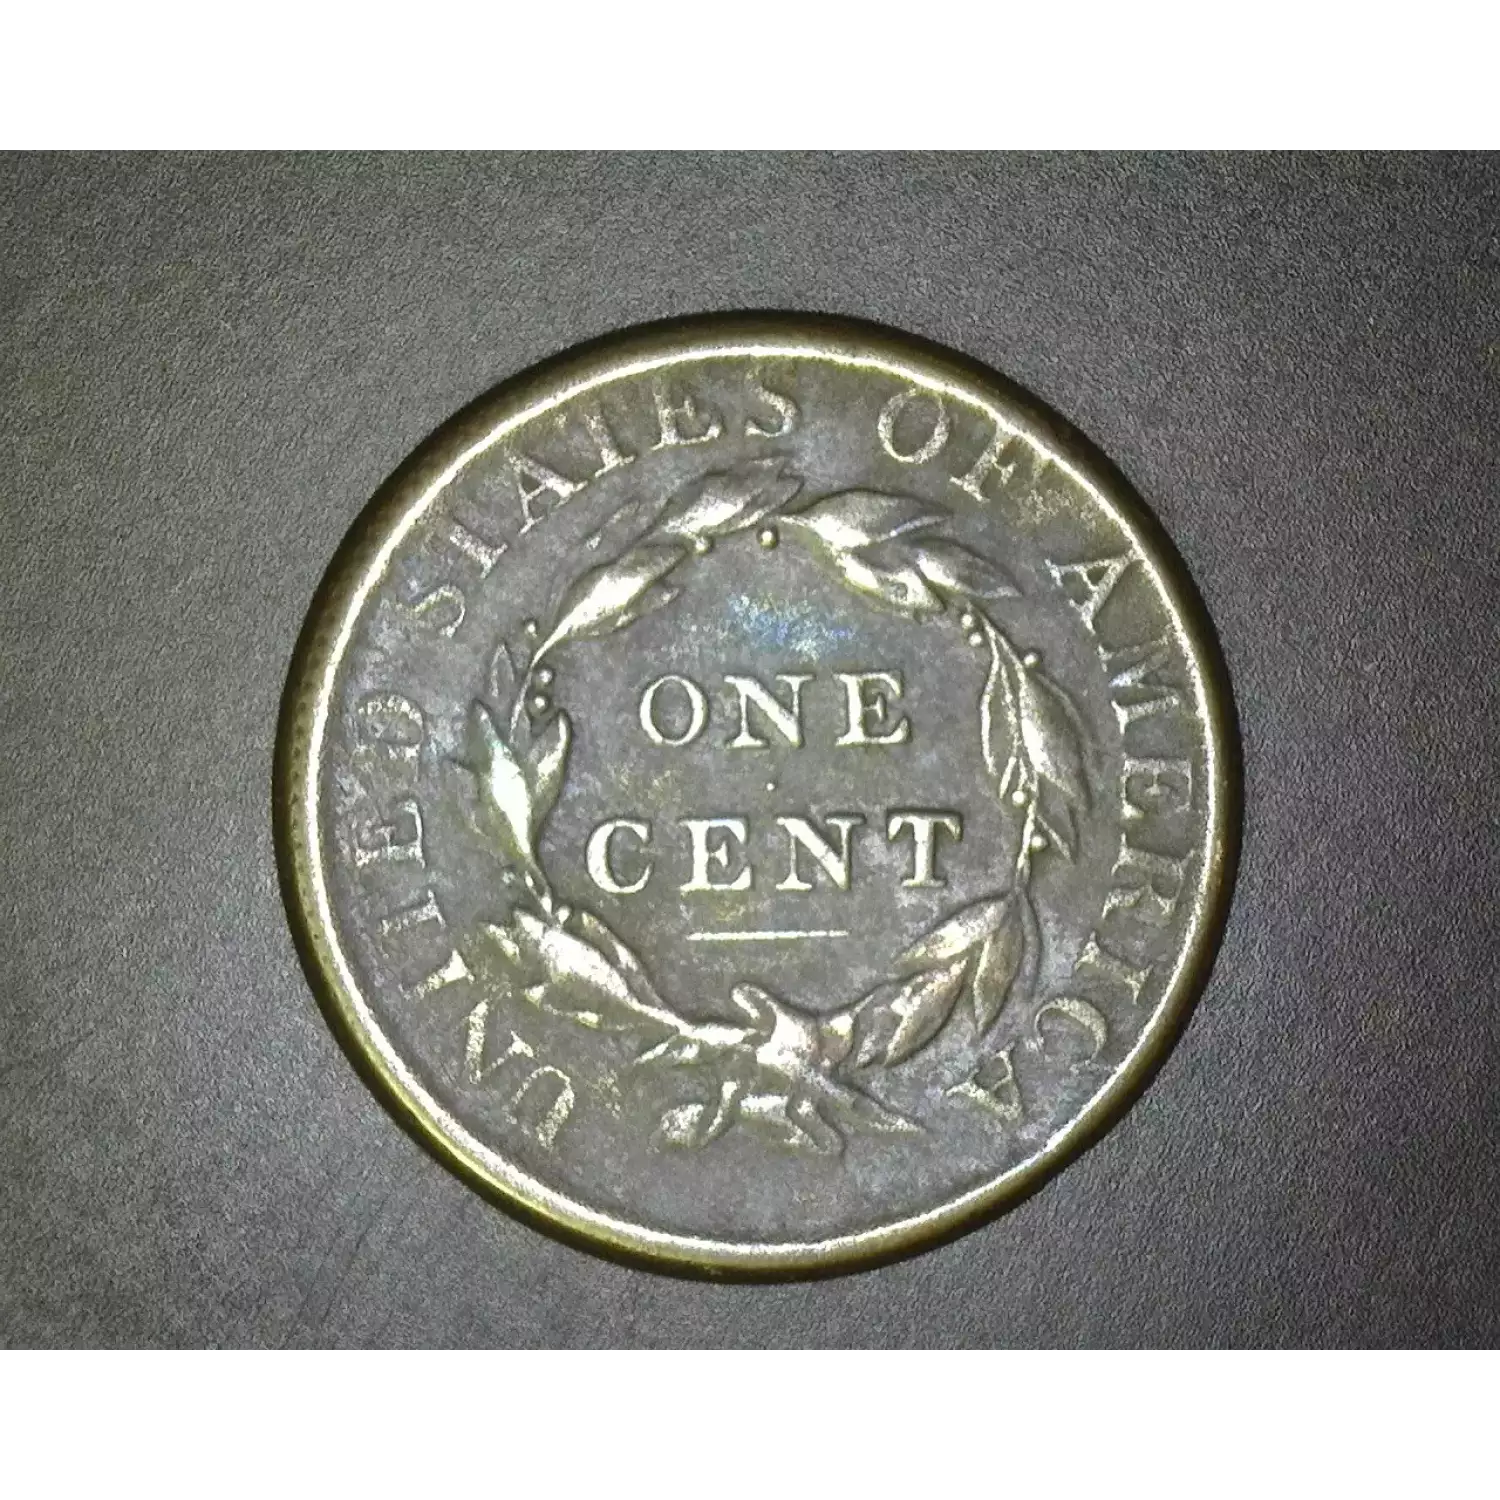 UNITED STATES OF AMERICA
ONE
CENT